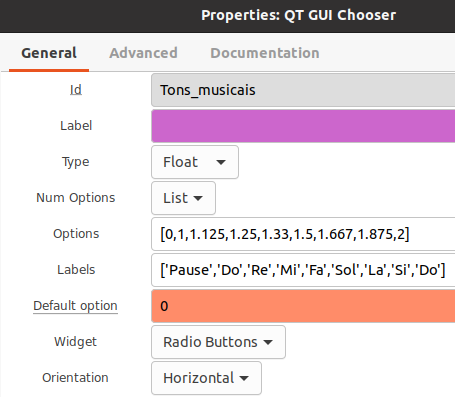 Properties: QT GUI Chooser
General Advanced Documentation
Id Tons_musicais
Label
Type Float
Num Options List
Options [0,1,1.125,1.25,1.33,1.5,1.667,1.875,2]
Labels ['Pause','Do','Re','Mi','Fa','Sol','La','Si','Do']
Default option 0
Widget Radio Buttons
Orientation Horizontal